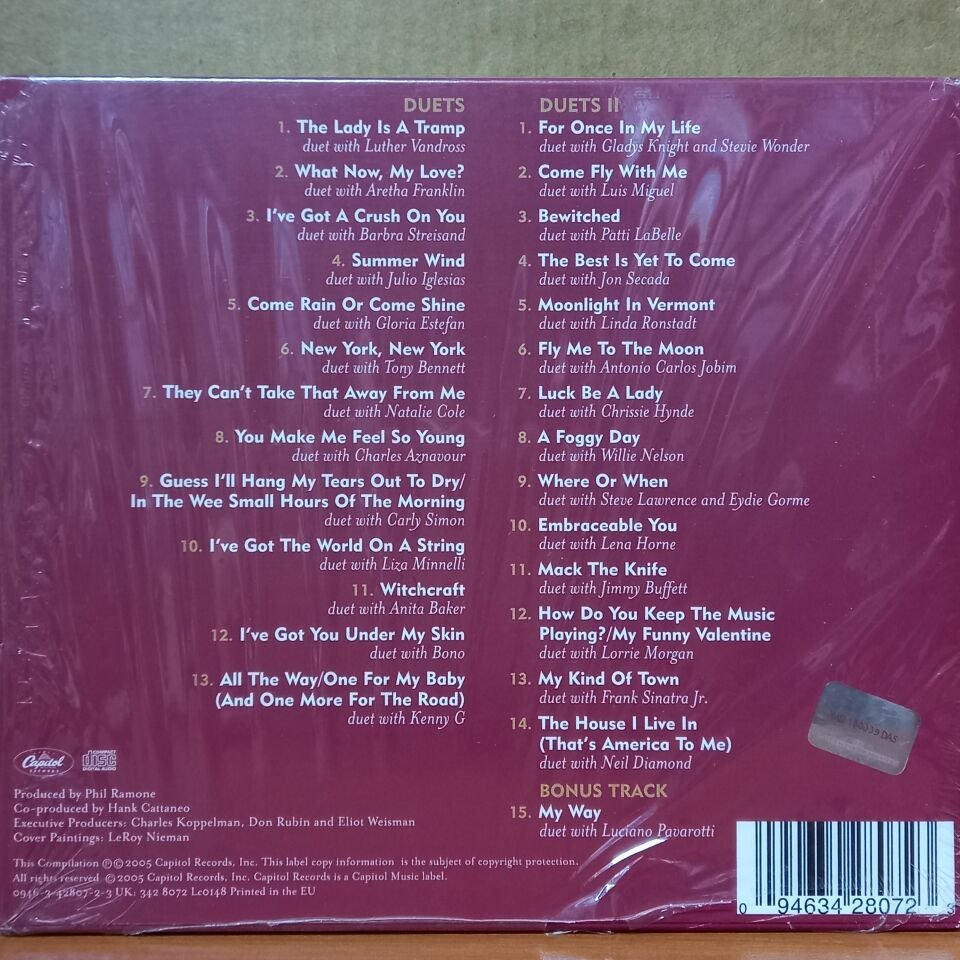 DUETS
1. The Lady Is A Tramp
duet with Luther Vandross
2. What Now, My Love?
duet with Aretha Franklin
3. I've Got A Crush On You
duet with Barbra Streisand
4. Summer Wind
duet with Julio Iglesias
5. Come Rain Or Come Shine
duet with Gloria Estefan
6. New York, New York
duet with Tony Bennett
7. They Can't Take That Away From Me
duet with Natalie Cole
8. You Make Me Feel So Young
duet with Charles Aznavour
9. Guess I'll Hang My Tears Out To Dry/
In The Wee Small Hours Of The Morning
duet with Carly Simon
10. I've Got The World On A String
duet with Liza Minnelli
11. Witchcraft
duet with Anita Baker
12. I've Got You Under My Skin
duet with Bono
13. All The Way/One For My Baby
(And One More For The Road)
duet with Kenny G
DUETS II
1. For Once In My Life
duet with Gladys Knight and Stevie Wonder
2. Come Fly With Me
duet with Luis Miguel
3. Bewitched
duet with Patti LaBelle
4. The Best Is Yet To Come
duet with Jon Secada
5. Moonlight In Vermont
duet with Linda Ronstadt
6. Fly Me To The Moon
duet with Antonio Carlos Jobim
7. Luck Be A Lady
duet with Chrissie Hynde
8. A Foggy Day
duet with Willie Nelson
9. Where Or When
duet with Steve Lawrence and Eydie Gorme
10. Embraceable You
duet with Lena Horne
11. Mack The Knife
duet with Jimmy Buffett
12. How Do You Keep The Music
Playing?/My Funny Valentine
duet with Lorrie Morgan
13. My Kind Of Town
duet with Frank Sinatra Jr.
14. The House I Live In
(That's America To Me)
duet with Neil Diamond
BONUS TRACK
15. My Way
duet with Luciano Pavarotti
Capitol
RECORDS
COMPACT
disc
DIGITAL AUDIO
Produced by Phil Ramone
Co-produced by Hank Cattaneo
Executive Producers: Charles Koppelman, Don Rubin and Eliot Weisman
Cover Paintings: LeRoy Nieman
This Compilation ℗©2005 Capitol Records, Inc. This label copy information is the subject of copyright protection.
All rights reserved ©2005 Capitol Records, Inc. Capitol Records is a Capitol Music label.
0946-3-42807-2-3 UK: 342 8072 Lc0148 Printed in the EU
0 94634 28072 3